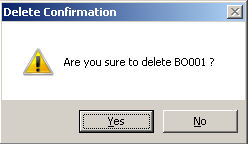 Delete Confirmation
Are you sure to delete BO001 ?
Yes
No